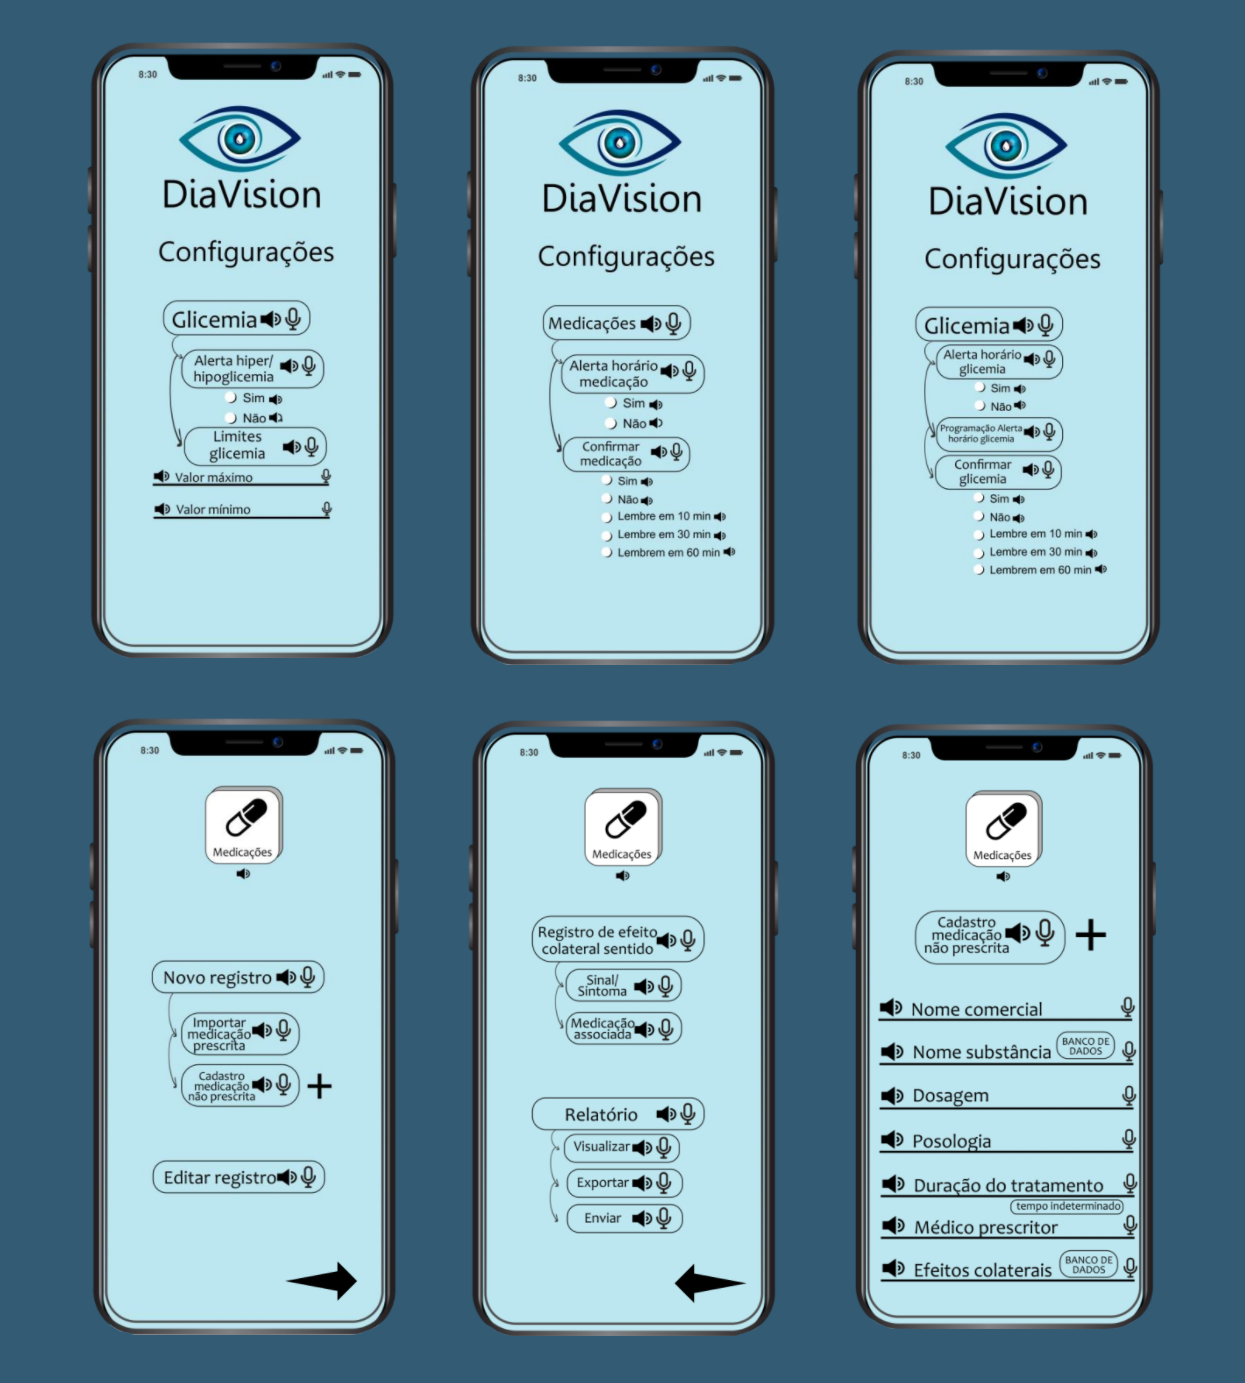 8:30
DiaVision
Configurações
Glicemia
Alerta hiper/
hipoglicemia
Sim
Não
Limites
glicemia
Valor máximo
Valor mínimo
8:30
DiaVision
Configurações
Medicações
Alerta horário
medicação
Sim
Não
Confirmar
medicação
Sim
Não
Lembre em 10 min
Lembre em 30 min
Lembrem em 60 min
8:30
DiaVision
Configurações
Glicemia
Alerta horário
glicemia
Sim
Não
Programação Alerta
horário glicemia
Confirmar
glicemia
Sim
Não
Lembre em 10 min
Lembre em 30 min
Lembrem em 60 min
8:30
Medicações
Novo registro
Importar
medicação
prescrita
Cadastro
medicação
não prescrita
+
Editar registro
8:30
Medicações
Registro de efeito
colateral sentido
Sinal/
Sintoma
Medicação
associada
Relatório
Visualizar
Exportar
Enviar
8:30
Medicações
Cadastro
medicação
não prescrita
+
Nome comercial
Nome substância
BANCO DE
DADOS
Dosagem
Posologia
Duração do tratamento
tempo indeterminado
Médico prescritor
Efeitos colaterais
BANCO DE
DADOS